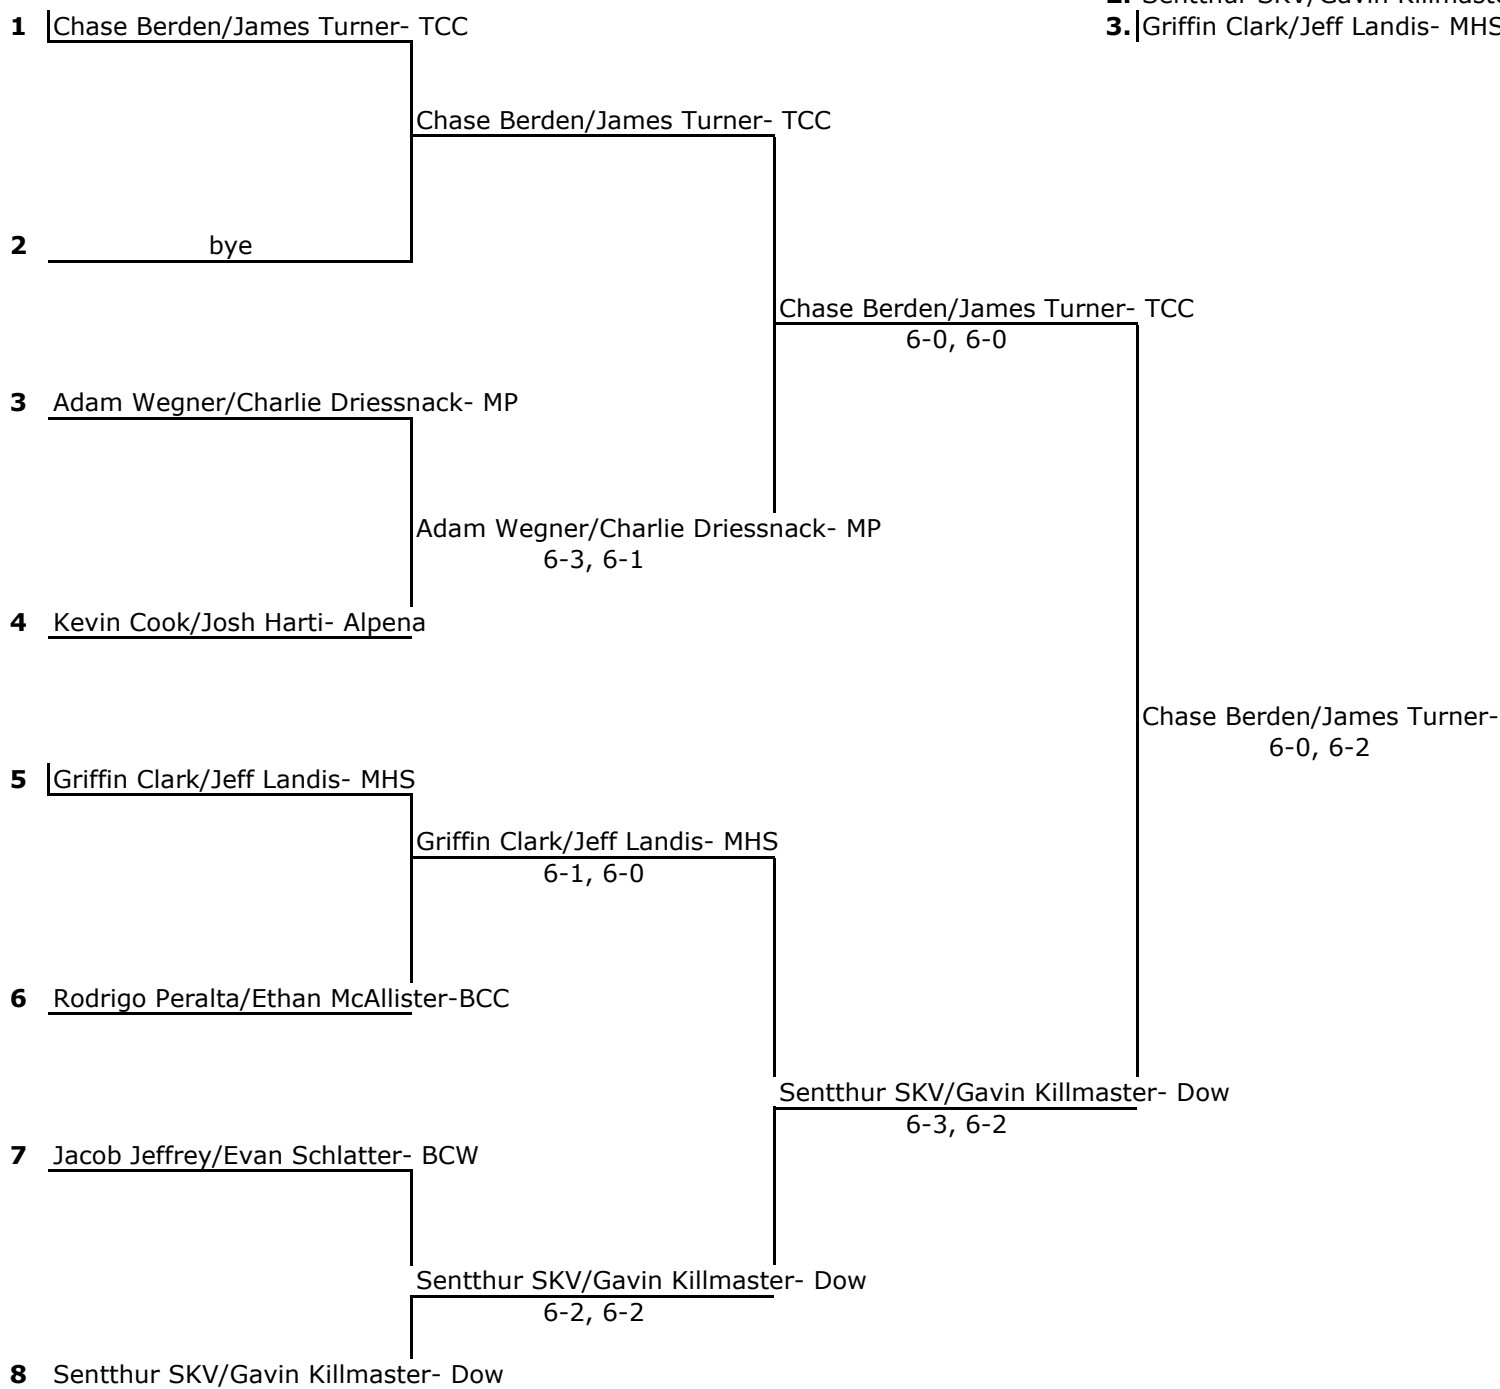 1 Chase Berden/James Turner- TCC
3. Griffin Clark/Jeff Landis- MHS
Chase Berden/James Turner- TCC
2 bye
Chase Berden/James Turner- TCC
6-0, 6-0
3 Adam Wegner/Charlie Driessnack- MP
Adam Wegner/Charlie Driessnack- MP
6-3, 6-1
4 Kevin Cook/Josh Harti- Alpena
Chase Berden/James Turner-
6-0, 6-2
5 Griffin Clark/Jeff Landis- MHS
Griffin Clark/Jeff Landis- MHS
6-1, 6-0
6 Rodrigo Peralta/Ethan McAllister-BCC
Sentthur SKV/Gavin Killmaster- Dow
6-3, 6-2
7 Jacob Jeffrey/Evan Schlatter- BCW
Sentthur SKV/Gavin Killmaster- Dow
6-2, 6-2
8 Sentthur SKV/Gavin Killmaster- Dow